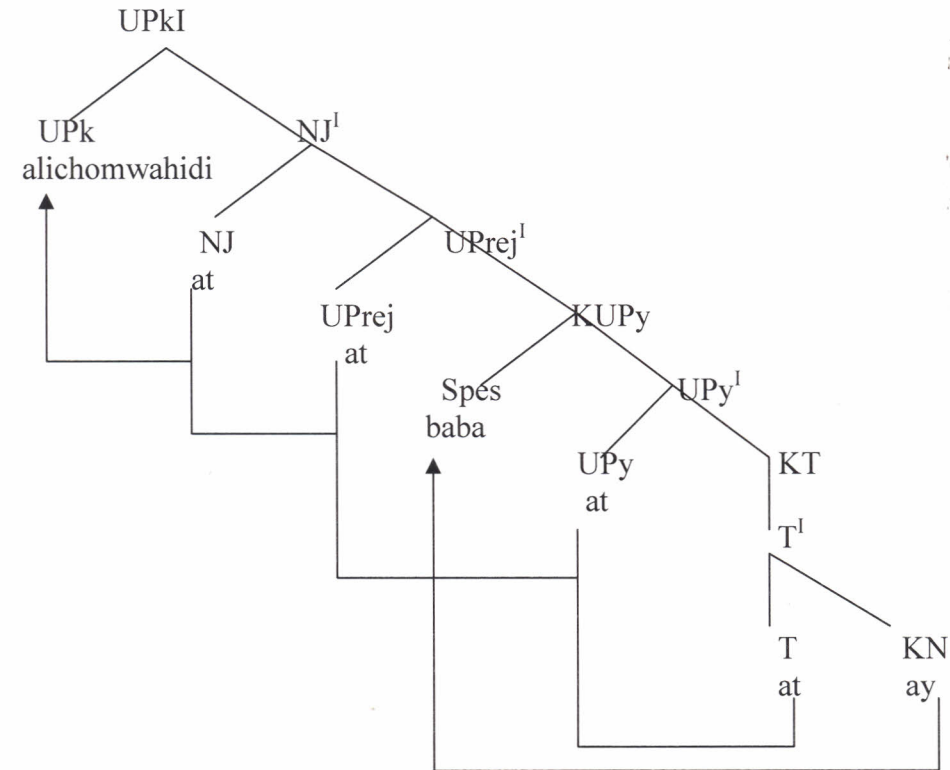 UPkI
UPk
NJᴵ
alichomwahidi
NJ
UPrejᴵ
at
UPrej
KUPy
at
Spes
UPyᴵ
baba
UPy
KT
at
Tᴵ
T
KN
at
ay